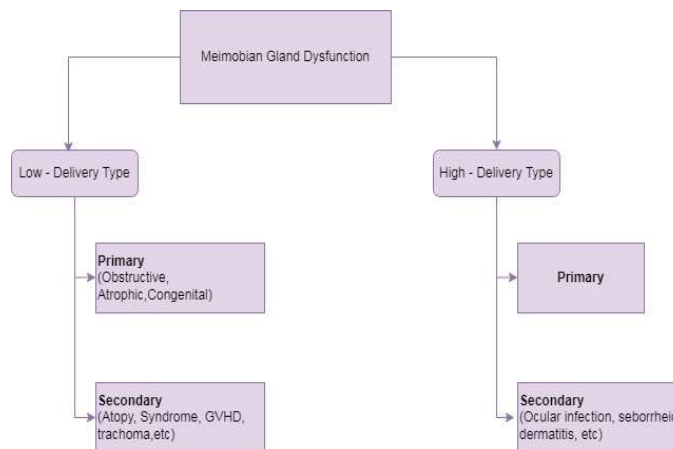 Meimobian Gland Dysfunction
Low - Delivery Type
High - Delivery Type
Primary
(Obstructive,
Atrophic,Congenital)
Primary
Secondary
(Atopy, Syndrome, GVHD,
trachoma,etc)
Secondary
(Ocular infection, seborrheic
dermatitis, etc)